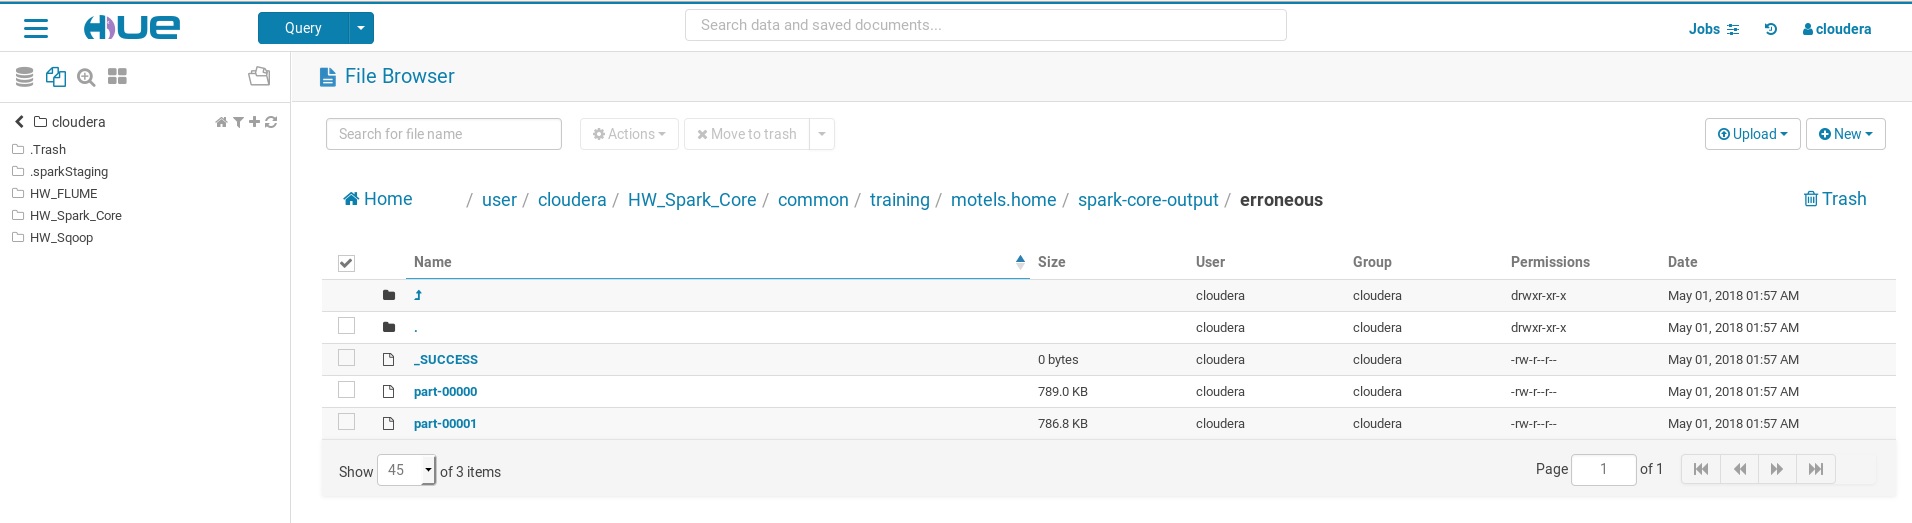 HUE Query Search data and saved documents... Jobs cloudera
File Browser
cloudera
.Trash
.sparkStaging
HW_FLUME
HW_Spark_Core
HW_Sqoop
Search for file name Actions Move to trash Upload New
Home / user / cloudera / HW_Spark_Core / common / training / motels.home / spark-core-output / erroneous Trash
Name Size User Group Permissions Date
cloudera cloudera drwxr-xr-x May 01, 2018 01:57 AM
. cloudera cloudera drwxr-xr-x May 01, 2018 01:57 AM
_SUCCESS 0 bytes cloudera cloudera -rw-r--r-- May 01, 2018 01:57 AM
part-00000 789.0 KB cloudera cloudera -rw-r--r-- May 01, 2018 01:57 AM
part-00001 786.8 KB cloudera cloudera -rw-r--r-- May 01, 2018 01:57 AM
Show 45 of 3 items Page 1 of 1